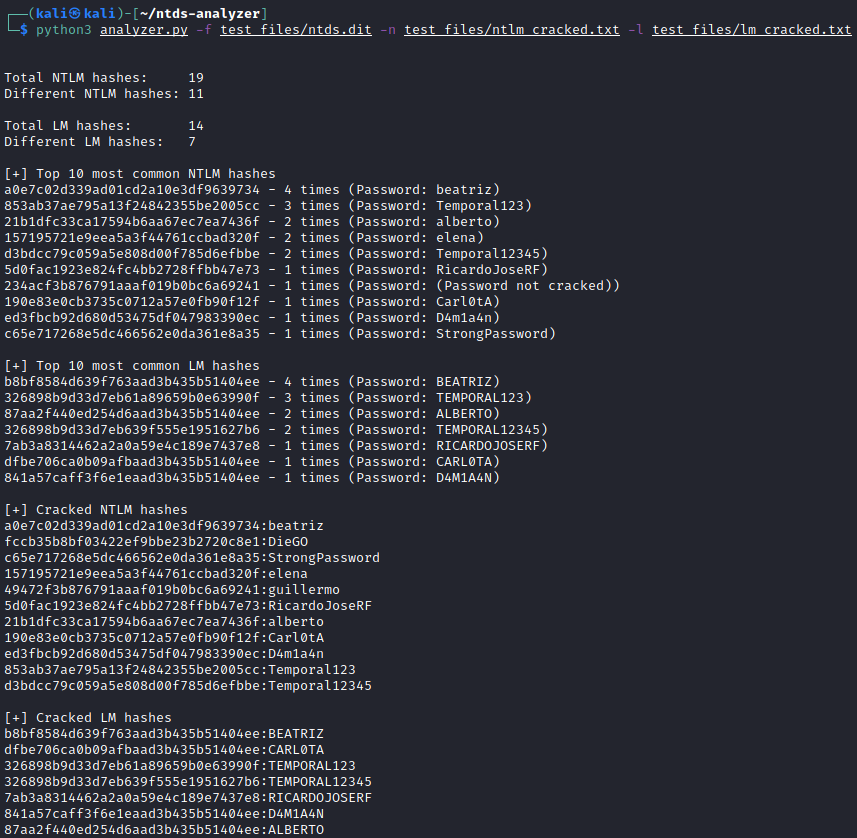 ┌──(kali㉿kali)-[~/ntds-analyzer]
└─$ python3 analyzer.py -f test_files/ntds.dit -n test_files/ntlm_cracked.txt -l test_files/lm_cracked.txt
Total NTLM hashes: 19
Different NTLM hashes: 11
Total LM hashes: 14
Different LM hashes: 7
[+] Top 10 most common NTLM hashes
a0e7c02d339ad01cd2a10e3df9639734 - 4 times (Password: beatriz)
853ab37ae795a13f24842355be2005cc - 3 times (Password: Temporal123)
21b1dfc33ca17594b6aa67ec7ea7436f - 2 times (Password: alberto)
157195721e9eea5a3f44761ccbad320f - 2 times (Password: elena)
d3bdcc79c059a5e808d00f785d6efbbe - 2 times (Password: Temporal12345)
5d0fac1923e824fc4bb2728ffbb47e73 - 1 times (Password: RicardoJoseRF)
234acf3b876791aaaf019b0bc6a69241 - 1 times (Password: (Password not cracked))
190e83e0cb3735c0712a57e0fb90f12f - 1 times (Password: Carl0tA)
ed3fbcb92d680d53475df047983390ec - 1 times (Password: D4m1a4n)
c65e717268e5dc466562e0da361e8a35 - 1 times (Password: StrongPassword)
[+] Top 10 most common LM hashes
b8bf8584d639f763aad3b435b51404ee - 4 times (Password: BEATRIZ)
326898b9d33d7eb61a89659b0e63990f - 3 times (Password: TEMPORAL123)
87aa2f440ed254d6aad3b435b51404ee - 2 times (Password: ALBERTO)
326898b9d33d7eb639f555e1951627b6 - 2 times (Password: TEMPORAL12345)
7ab3a8314462a2a0a59e4c189e7437e8 - 1 times (Password: RICARDOJOSERF)
dfbe706ca0b09afbaad3b435b51404ee - 1 times (Password: CARL0TA)
841a57caff3f6e1eaad3b435b51404ee - 1 times (Password: D4M1A4N)
[+] Cracked NTLM hashes
a0e7c02d339ad01cd2a10e3df9639734:beatriz
fccb35b8bf03422ef9bbe23b2720c8e1:DieGO
c65e717268e5dc466562e0da361e8a35:StrongPassword
157195721e9eea5a3f44761ccbad320f:elena
49472f3b876791aaaf019b0bc6a69241:guillermo
5d0fac1923e824fc4bb2728ffbb47e73:RicardoJoseRF
21b1dfc33ca17594b6aa67ec7ea7436f:alberto
190e83e0cb3735c0712a57e0fb90f12f:Carl0tA
ed3fbcb92d680d53475df047983390ec:D4m1a4n
853ab37ae795a13f24842355be2005cc:Temporal123
d3bdcc79c059a5e808d00f785d6efbbe:Temporal12345
[+] Cracked LM hashes
b8bf8584d639f763aad3b435b51404ee:BEATRIZ
dfbe706ca0b09afbaad3b435b51404ee:CARL0TA
326898b9d33d7eb61a89659b0e63990f:TEMPORAL123
326898b9d33d7eb639f555e1951627b6:TEMPORAL12345
7ab3a8314462a2a0a59e4c189e7437e8:RICARDOJOSERF
841a57caff3f6e1eaad3b435b51404ee:D4M1A4N
87aa2f440ed254d6aad3b435b51404ee:ALBERTO